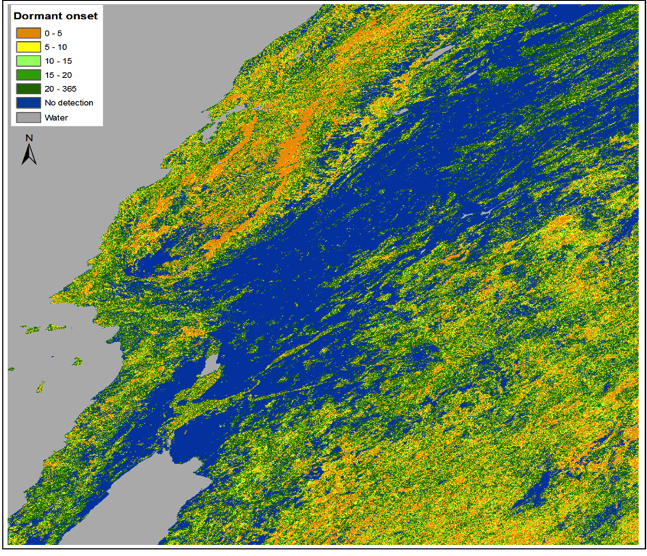 Dormant onset
0 - 5
5 - 10
10 - 15
15 - 20
20 - 365
No detection
Water
N